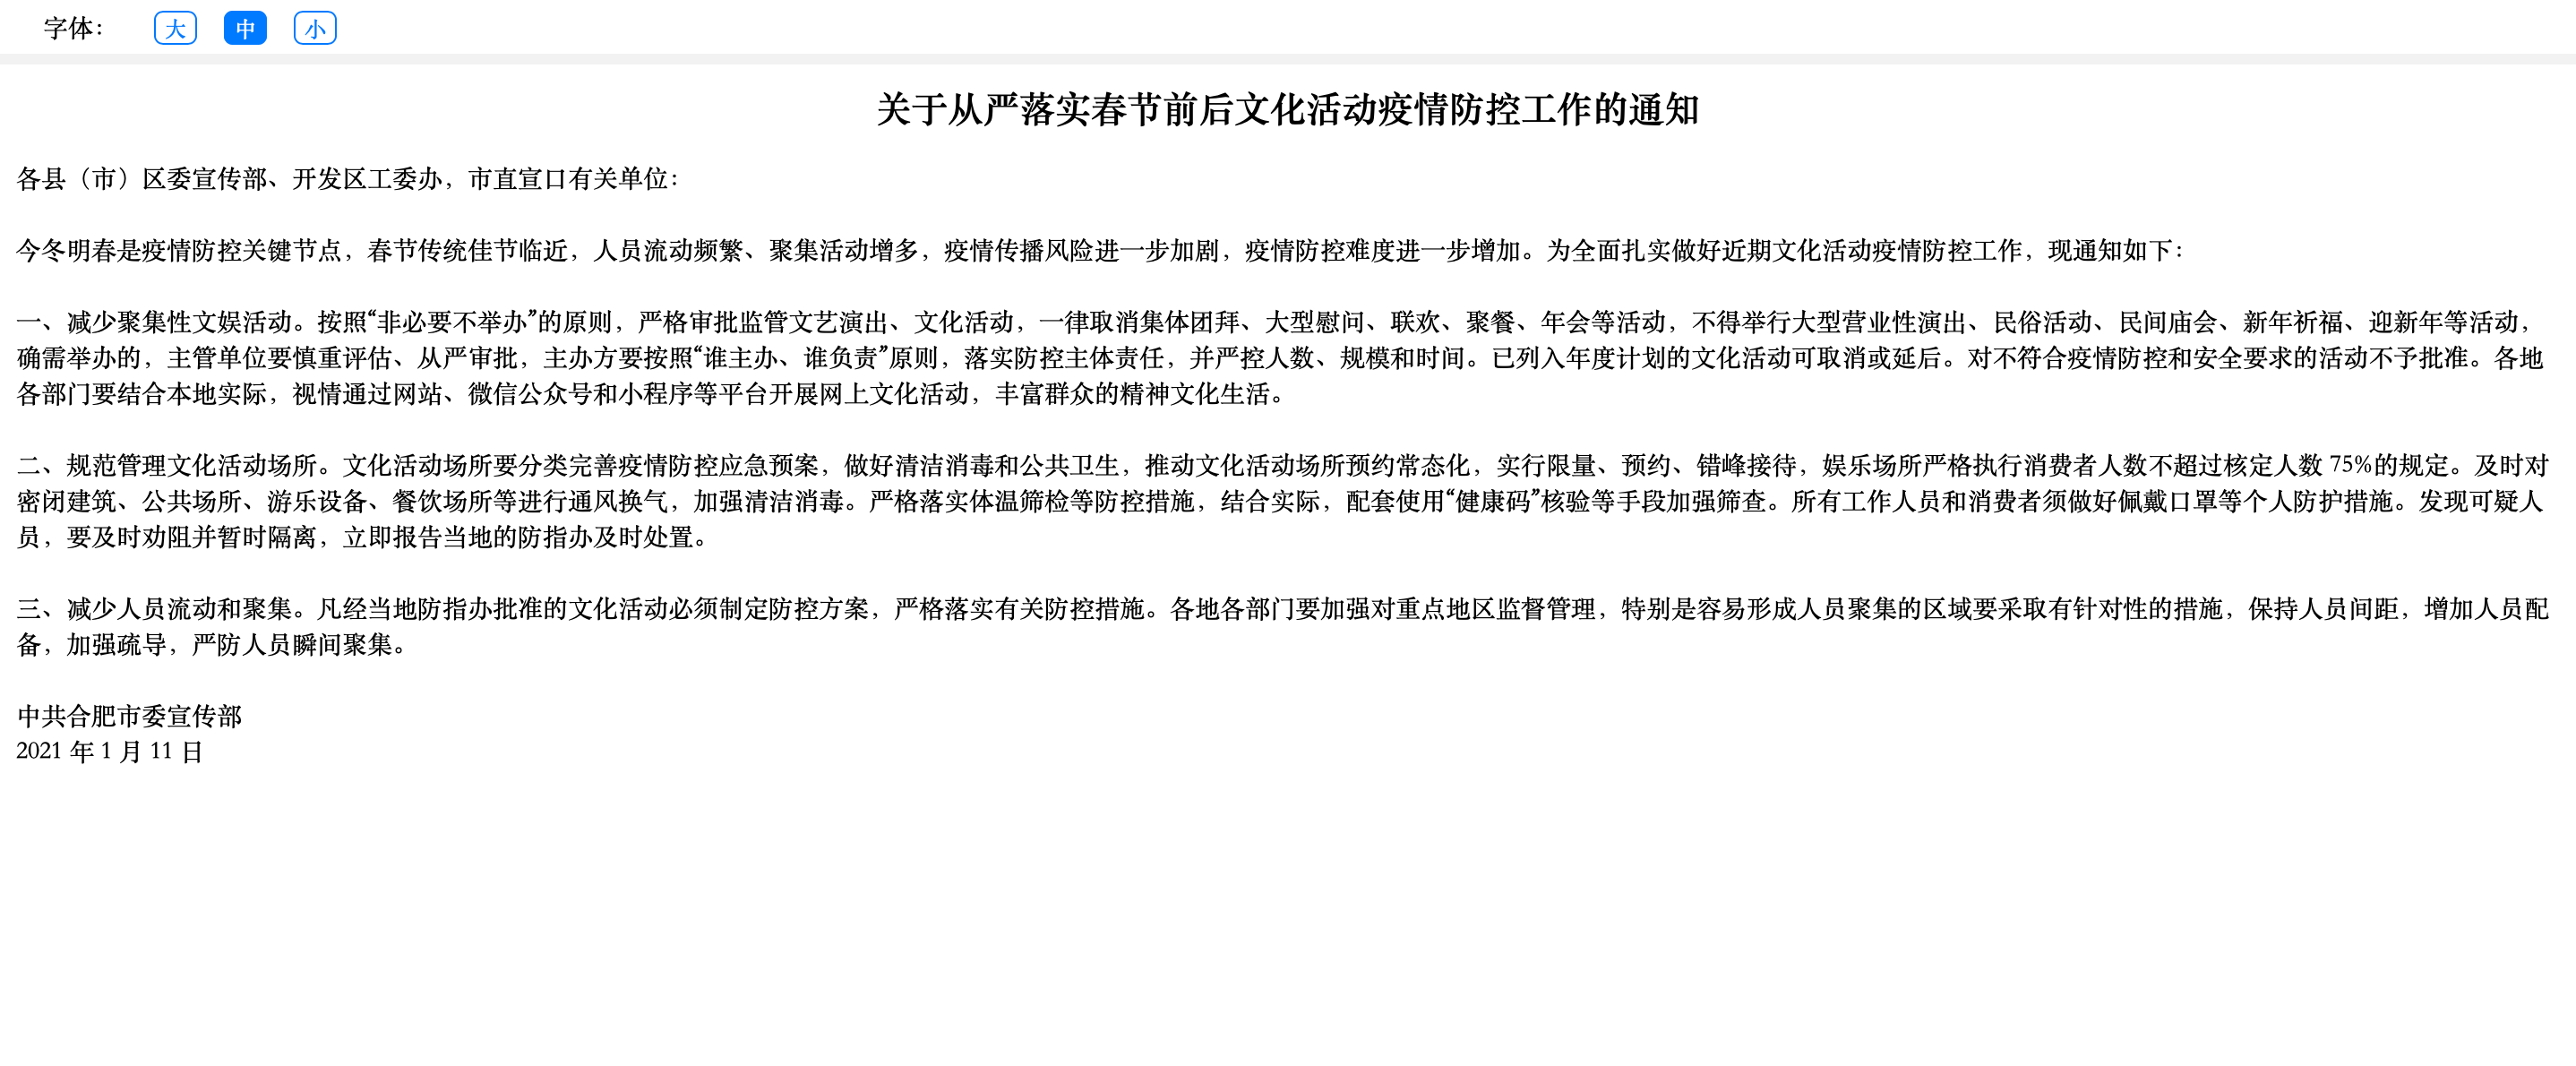 字体：
大
中
小
关于从严落实春节前后文化活动疫情防控工作的通知
各县（市）区委宣传部、开发区工委办，市直宣口有关单位：
今冬明春是疫情防控关键节点，春节传统佳节临近，人员流动频繁、聚集活动增多，疫情传播风险进一步加剧，疫情防控难度进一步增加。为全面扎实做好近期文化活动疫情防控工作，现通知如下：
一、减少聚集性文娱活动。按照“非必要不举办”的原则，严格审批监管文艺演出、文化活动，一律取消集体团拜、大型慰问、联欢、聚餐、年会等活动，不得举行大型营业性演出、民俗活动、民间庙会、新年祈福、迎新年等活动，
确需举办的，主管单位要慎重评估、从严审批，主办方要按照“谁主办、谁负责”原则，落实防控主体责任，并严控人数、规模和时间。已列入年度计划的文化活动可取消或延后。对不符合疫情防控和安全要求的活动不予批准。各地
各部门要结合本地实际，视情通过网站、微信公众号和小程序等平台开展网上文化活动，丰富群众的精神文化生活。
二、规范管理文化活动场所。文化活动场所要分类完善疫情防控应急预案，做好清洁消毒和公共卫生，推动文化活动场所预约常态化，实行限量、预约、错峰接待，娱乐场所严格执行消费者人数不超过核定人数 75%的规定。及时对
密闭建筑、公共场所、游乐设备、餐饮场所等进行通风换气，加强清洁消毒。严格落实体温筛检等防控措施，结合实际，配套使用“健康码”核验等手段加强筛查。所有工作人员和消费者须做好佩戴口罩等个人防护措施。发现可疑人
员，要及时劝阻并暂时隔离，立即报告当地的防指办及时处置。
三、减少人员流动和聚集。凡经当地防指办批准的文化活动必须制定防控方案，严格落实有关防控措施。各地各部门要加强对重点地区监督管理，特别是容易形成人员聚集的区域要采取有针对性的措施，保持人员间距，增加人员配
备，加强疏导，严防人员瞬间聚集。
中共合肥市委宣传部
2021 年 1 月 11 日